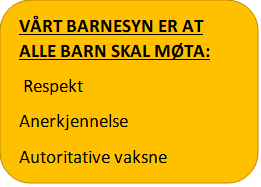 VÅRT BARNESYN ER AT
ALLE BARN SKAL MØTA:
Respekt
Anerkjennelse
Autoritative vaksne